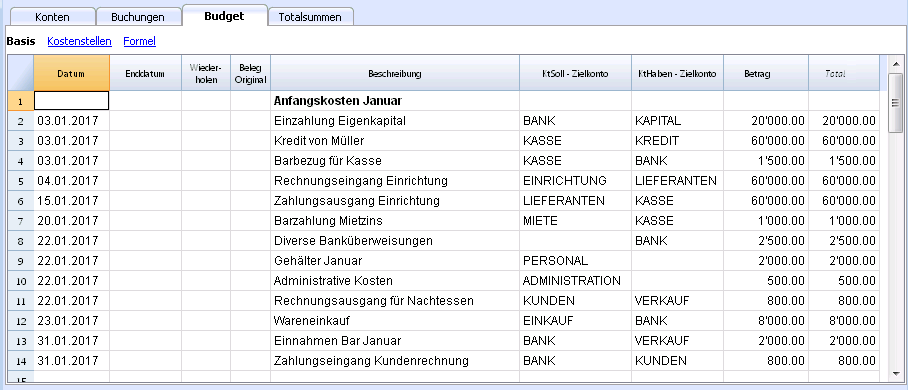 Konten Buchungen Budget Totalsummen
Basis Kostenstellen Formel
Datum Enddatum Wieder-holen Beleg Original Beschreibung KtSoll - Zielkonto KtHaben - Zielkonto Betrag Total
1 Anfangskosten Januar
2 03.01.2017 Einzahlung Eigenkapital BANK KAPITAL 20'000.00 20'000.00
3 03.01.2017 Kredit von Müller KASSE KREDIT 60'000.00 60'000.00
4 03.01.2017 Barbezug für Kasse KASSE BANK 1'500.00 1'500.00
5 04.01.2017 Rechnungseingang Einrichtung EINRICHTUNG LIEFERANTEN 60'000.00 60'000.00
6 15.01.2017 Zahlungsausgang Einrichtung LIEFERANTEN KASSE 60'000.00 60'000.00
7 20.01.2017 Barzahlung Mietzins MIETE KASSE 1'000.00 1'000.00
8 22.01.2017 Diverse Banküberweisungen BANK 2'500.00 2'500.00
9 22.01.2017 Gehälter Januar PERSONAL 2'000.00 2'000.00
10 22.01.2017 Administrative Kosten ADMINISTRATION 500.00 500.00
11 22.01.2017 Rechnungsausgang für Nachtessen KUNDEN VERKAUF 800.00 800.00
12 23.01.2017 Wareneinkauf EINKAUF BANK 8'000.00 8'000.00
13 31.01.2017 Einnahmen Bar Januar BANK VERKAUF 2'000.00 2'000.00
14 31.01.2017 Zahlungseingang Kundenrechnung BANK KUNDEN 800.00 800.00
15